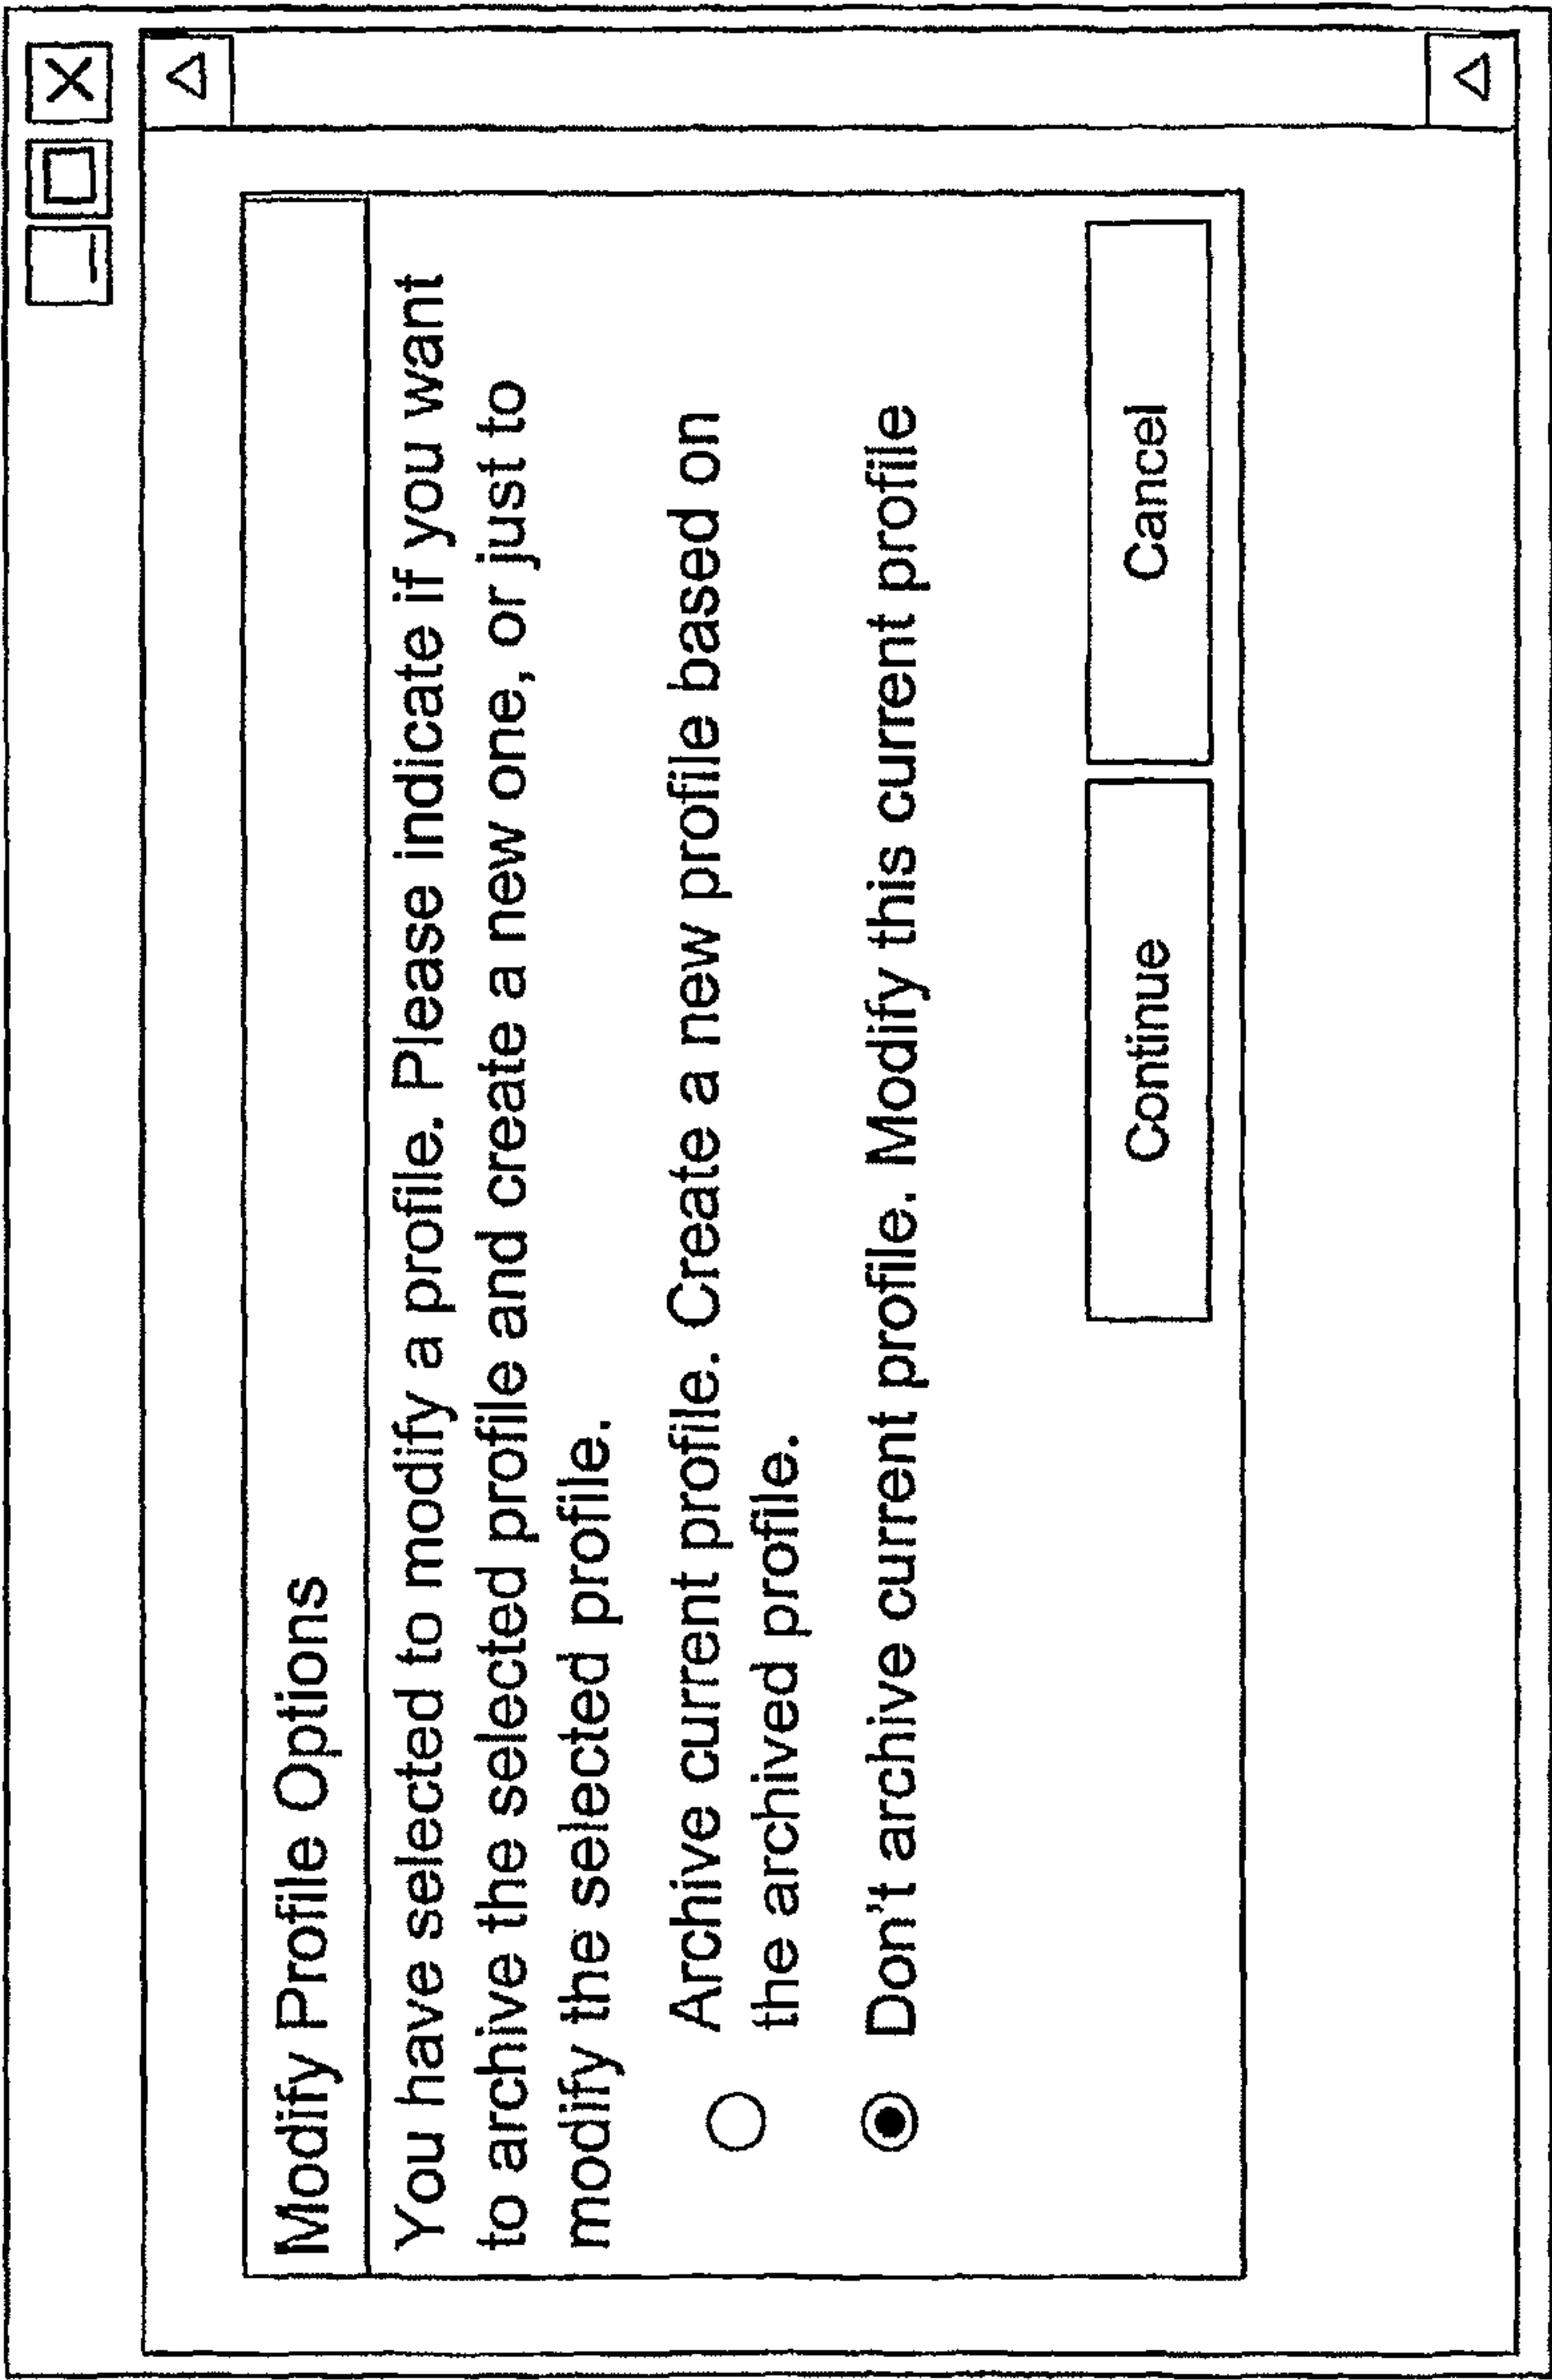 Modify Profile Options
You have selected to modify a profile. Please indicate if you want
to archive the selected profile and create a new one, or just to
modify the selected profile.
Archive current profile. Create a new profile based on
the archived profile.
Don't archive current profile. Modify this current profile
Continue
Cancel